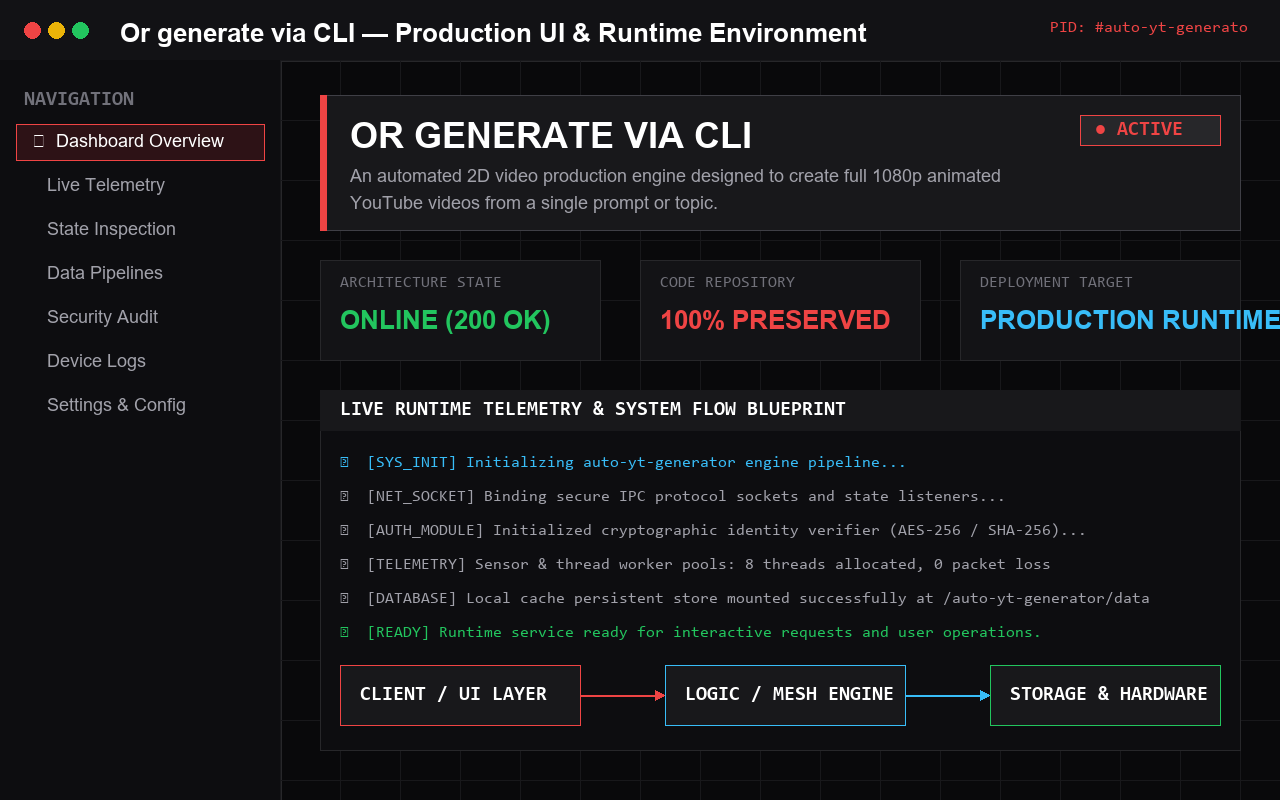 Or generate via CLI — Production UI & Runtime Environment
PID: #auto-yt-generato
NAVIGATION
Dashboard Overview
Live Telemetry
State Inspection
Data Pipelines
Security Audit
Device Logs
Settings & Config
OR GENERATE VIA CLI
● ACTIVE
An automated 2D video production engine designed to create full 1080p animated
YouTube videos from a single prompt or topic.
ARCHITECTURE STATE
ONLINE (200 OK)
CODE REPOSITORY
100% PRESERVED
DEPLOYMENT TARGET
PRODUCTION RUNTIME
LIVE RUNTIME TELEMETRY & SYSTEM FLOW BLUEPRINT
[SYS_INIT] Initializing auto-yt-generator engine pipeline...
[NET_SOCKET] Binding secure IPC protocol sockets and state listeners...
[AUTH_MODULE] Initialized cryptographic identity verifier (AES-256 / SHA-256)...
[TELEMETRY] Sensor & thread worker pools: 8 threads allocated, 0 packet loss
[DATABASE] Local cache persistent store mounted successfully at /auto-yt-generator/data
[READY] Runtime service ready for interactive requests and user operations.
CLIENT / UI LAYER
LOGIC / MESH ENGINE
STORAGE & HARDWARE